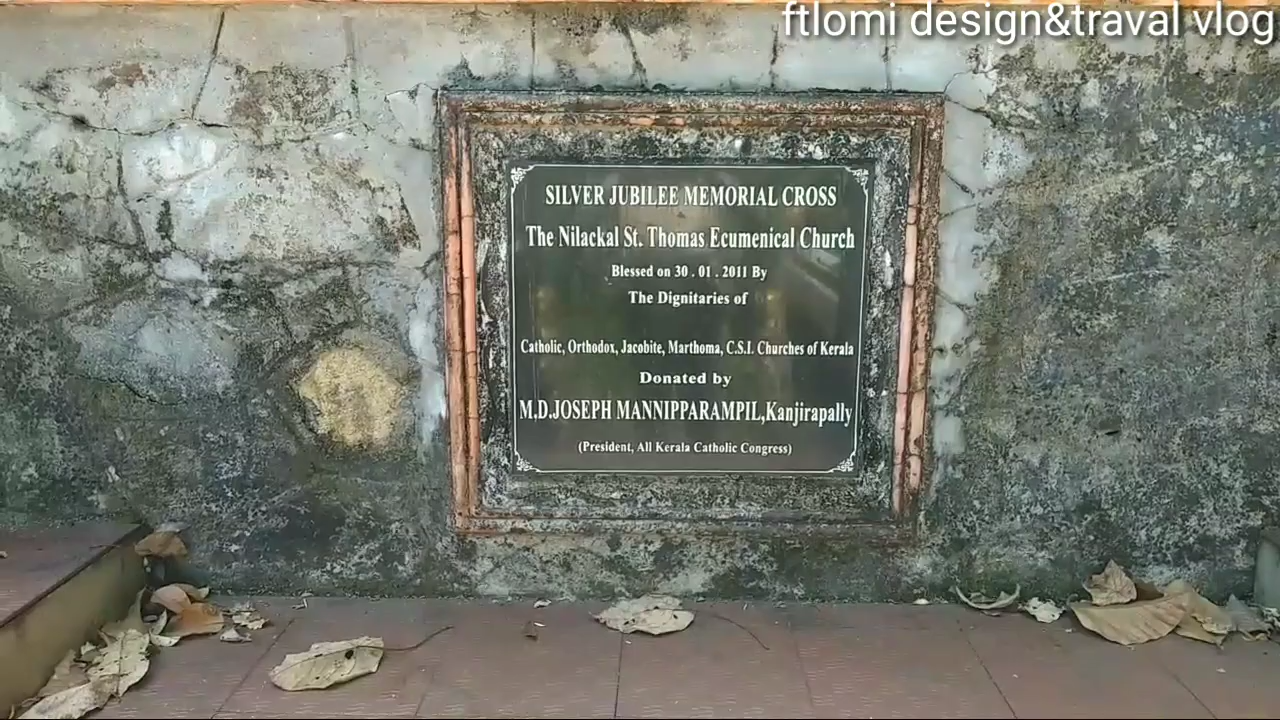 ftlomi design&traval vlog
SILVER JUBILEE MEMORIAL CROSS
The Nilackal St. Thomas Ecumenical Church
Blessed on 30 . 01 . 2011 By
The Dignitaries of
Catholic, Orthodox, Jacobite, Marthoma, C.S.I. Churches of Kerala
Donated by
M.D.JOSEPH MANNIPPARAMPIL,Kanjirapally
(President, All Kerala Catholic Congress)